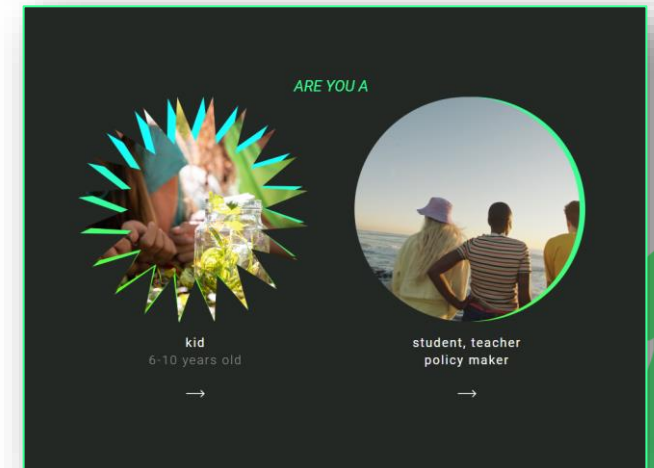 ARE YOU A
kid
6-10 years old
student, teacher
policy maker